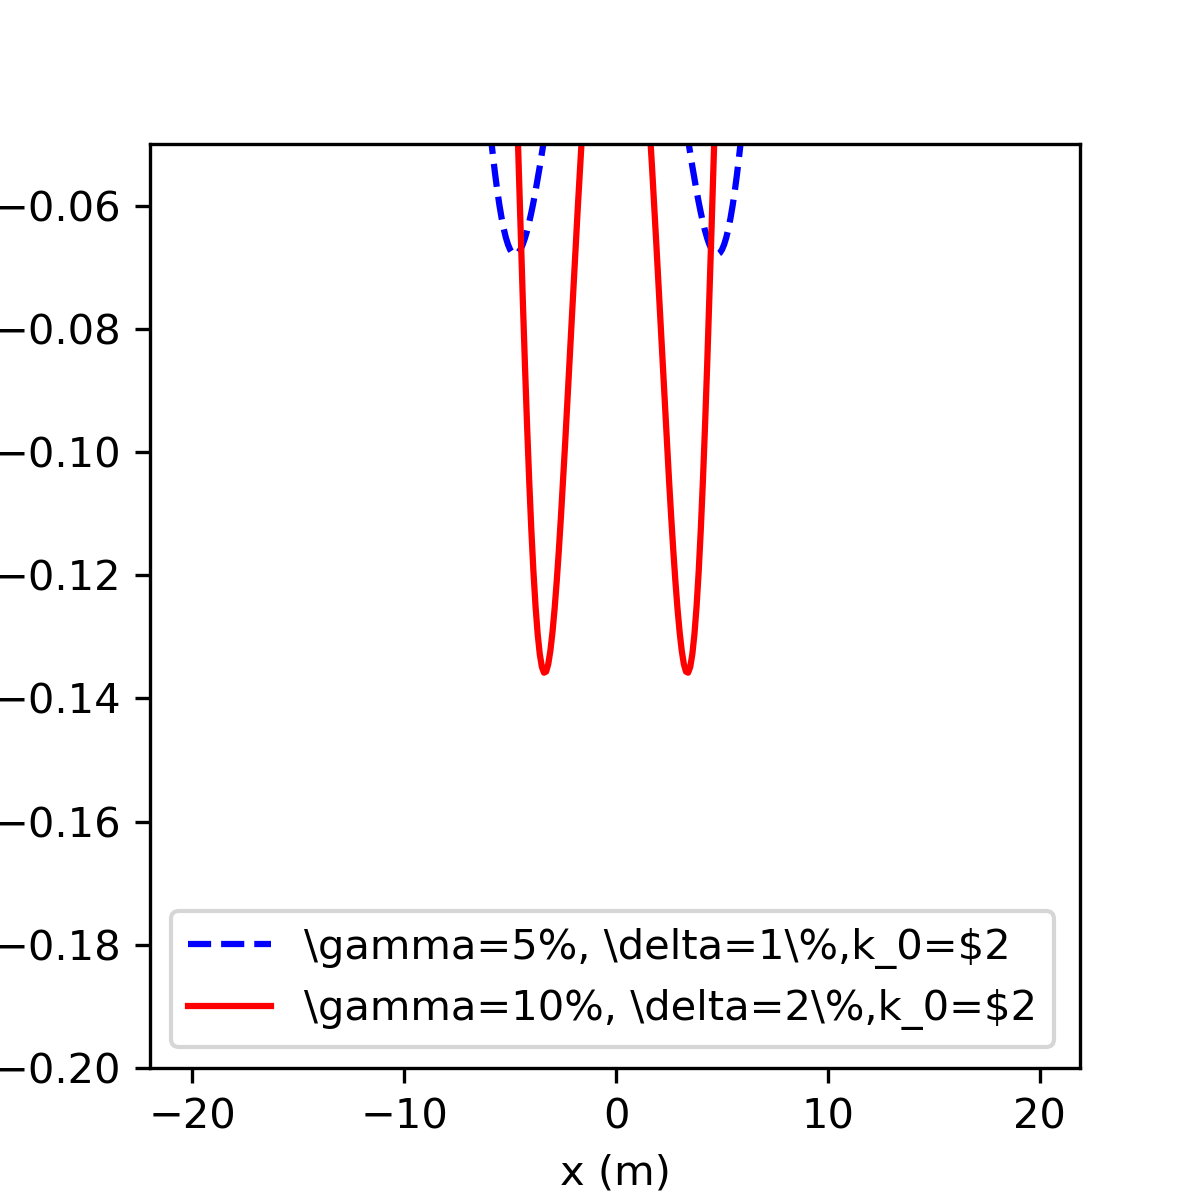 −0.06
−0.08
−0.10
−0.12
−0.14
−0.16
−0.18
−0.20
\gamma=5%, \delta=1\%,k_0=$2
\gamma=10%, \delta=2\%,k_0=$2
−20 −10 0 10 20
x (m)